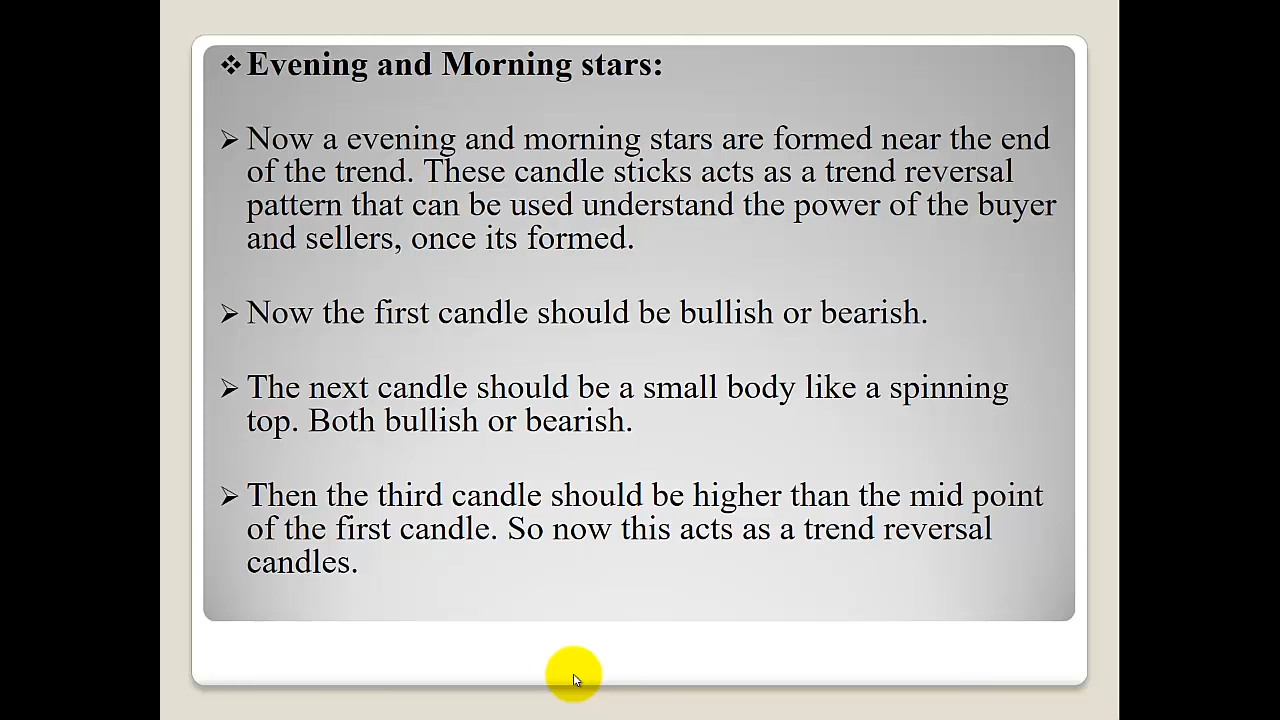 ❖ Evening and Morning stars:
➢ Now a evening and morning stars are formed near the end
of the trend. These candle sticks acts as a trend reversal
pattern that can be used understand the power of the buyer
and sellers, once its formed.
➢ Now the first candle should be bullish or bearish.
➢ The next candle should be a small body like a spinning
top. Both bullish or bearish.
➢ Then the third candle should be higher than the mid point
of the first candle. So now this acts as a trend reversal
candles.